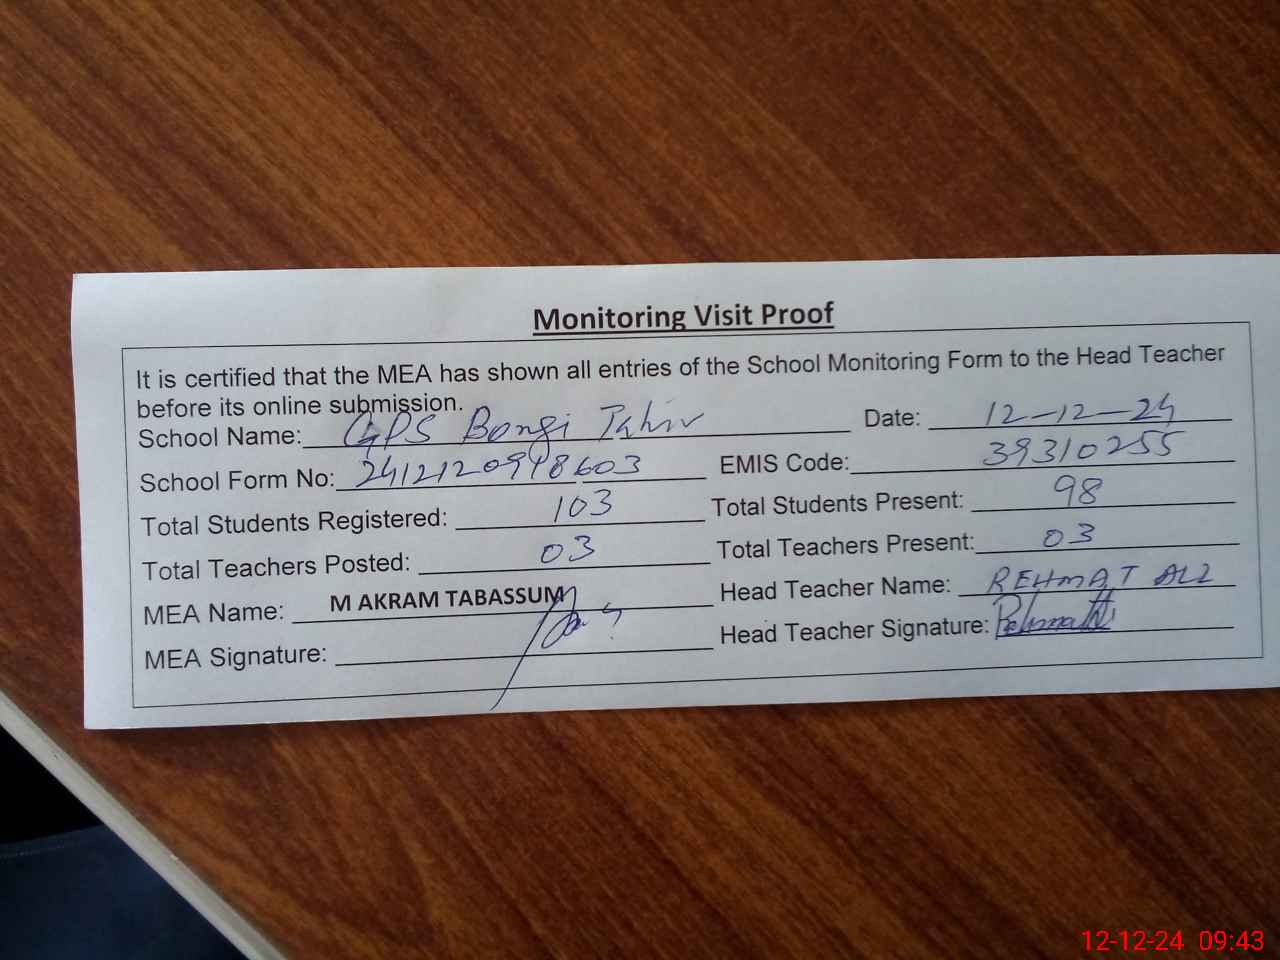 Monitoring Visit Proof
It is certified that the MEA has shown all entries of the School Monitoring Form to the Head Teacher
before its online submission.
School Name: GPS Bongi Tahir Date: 12-12-24
School Form No: 2412120998603 EMIS Code: 39310255
Total Students Registered: 103 Total Students Present: 98
Total Teachers Posted: 03 Total Teachers Present: 03
MEA Name: M AKRAM TABASSUM Head Teacher Name: REHMAT ALI
MEA Signature: Head Teacher Signature:
12-12-24 09:43